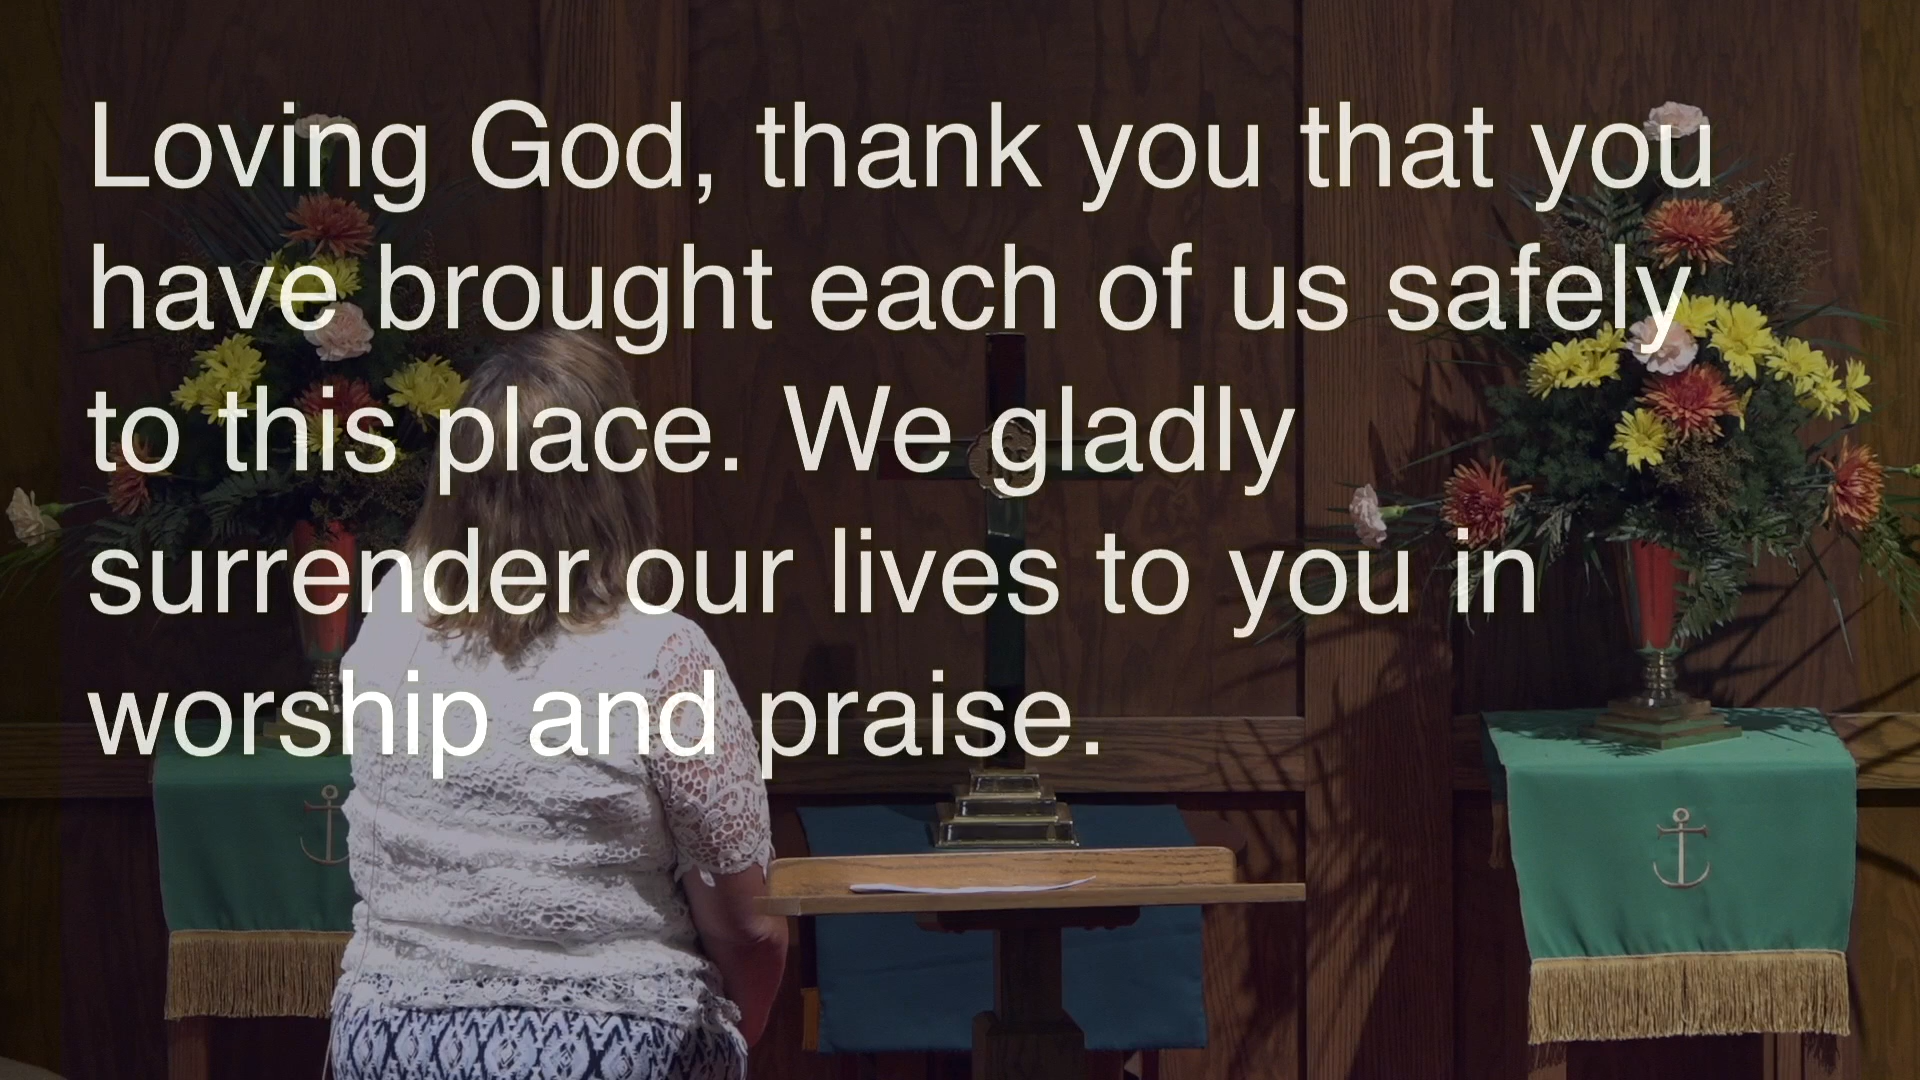 Loving God, thank you that you
have brought each of us safely
to this place. We gladly
surrender our lives to you in
worship and praise.